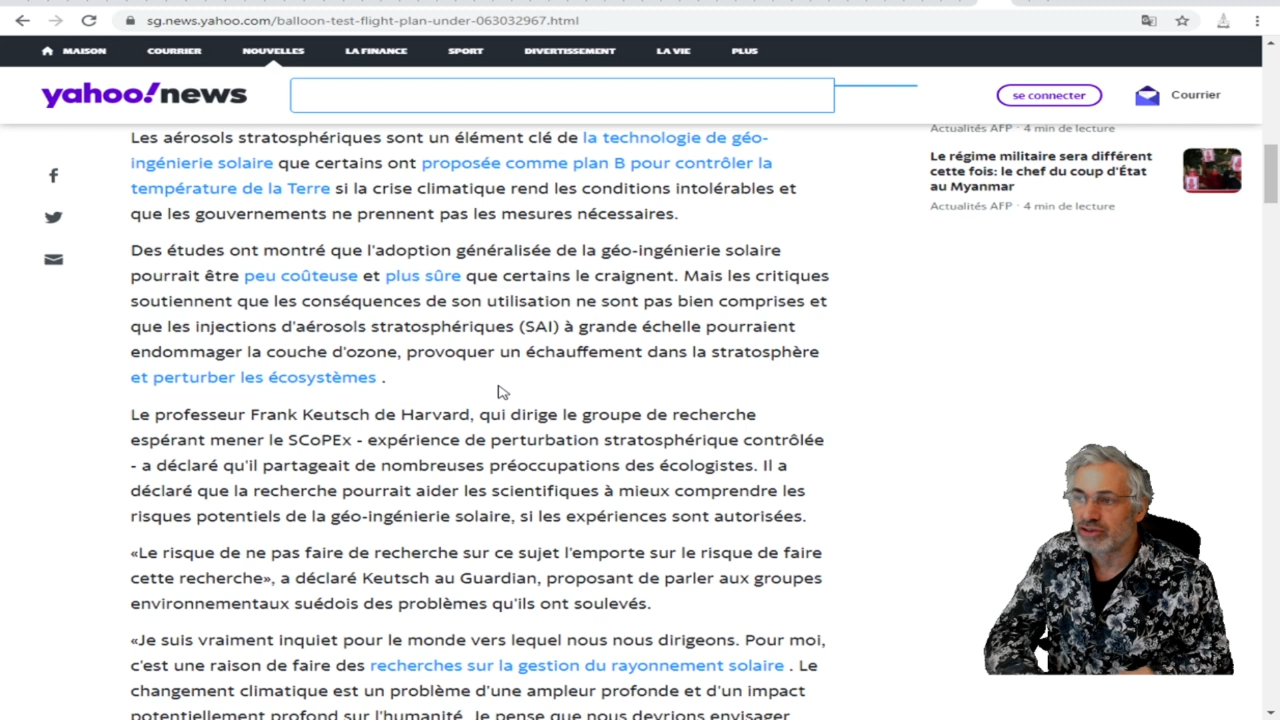 sg.news.yahoo.com/balloon-test-flight-plan-under-063032967.html
MAISON COURRIER NOUVELLES LA FINANCE SPORT DIVERTISSEMENT LA VIE PLUS
yahoo!news se connecter Courrier
Les aérosols stratosphériques sont un élément clé de la technologie de géo-
ingénierie solaire que certains ont proposée comme plan B pour contrôler la
température de la Terre si la crise climatique rend les conditions intolérables et
que les gouvernements ne prennent pas les mesures nécessaires.
Des études ont montré que l'adoption généralisée de la géo-ingénierie solaire
pourrait être peu coûteuse et plus sûre que certains le craignent. Mais les critiques
soutiennent que les conséquences de son utilisation ne sont pas bien comprises et
que les injections d'aérosols stratosphériques (SAI) à grande échelle pourraient
endommager la couche d'ozone, provoquer un échauffement dans la stratosphère
et perturber les écosystèmes .
Le professeur Frank Keutsch de Harvard, qui dirige le groupe de recherche
espérant mener le SCoPEx - expérience de perturbation stratosphérique contrôlée
- a déclaré qu'il partageait de nombreuses préoccupations des écologistes. Il a
déclaré que la recherche pourrait aider les scientifiques à mieux comprendre les
risques potentiels de la géo-ingénierie solaire, si les expériences sont autorisées.
«Le risque de ne pas faire de recherche sur ce sujet l'emporte sur le risque de faire
cette recherche», a déclaré Keutsch au Guardian, proposant de parler aux groupes
environnementaux suédois des problèmes qu'ils ont soulevés.
«Je suis vraiment inquiet pour le monde vers lequel nous nous dirigeons. Pour moi,
c'est une raison de faire des recherches sur la gestion du rayonnement solaire . Le
changement climatique est un problème d'une ampleur profonde et d'un impact
potentiellement profond sur l'humanité. Je pense que nous devrions envisager
Actualités AFP · 4 min de lecture
Le régime militaire sera différent
cette fois: le chef du coup d'État
au Myanmar
Actualités AFP · 4 min de lecture